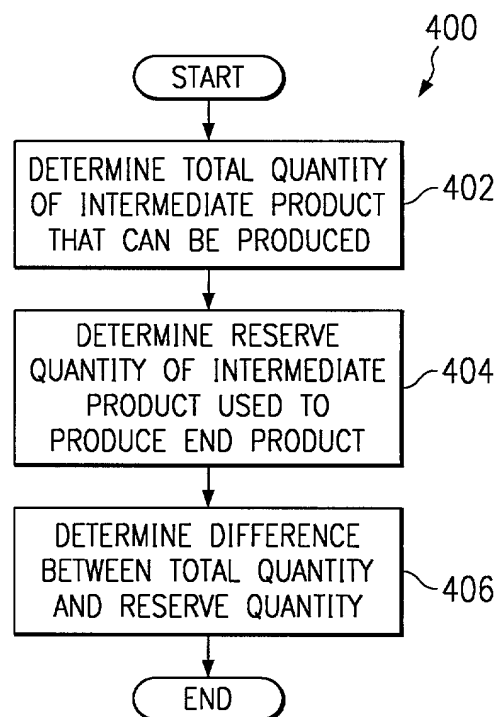 400
START
DETERMINE TOTAL QUANTITY
OF INTERMEDIATE PRODUCT
THAT CAN BE PRODUCED
402
DETERMINE RESERVE
QUANTITY OF INTERMEDIATE
PRODUCT USED TO
PRODUCE END PRODUCT
404
DETERMINE DIFFERENCE
BETWEEN TOTAL QUANTITY
AND RESERVE QUANTITY
406
END